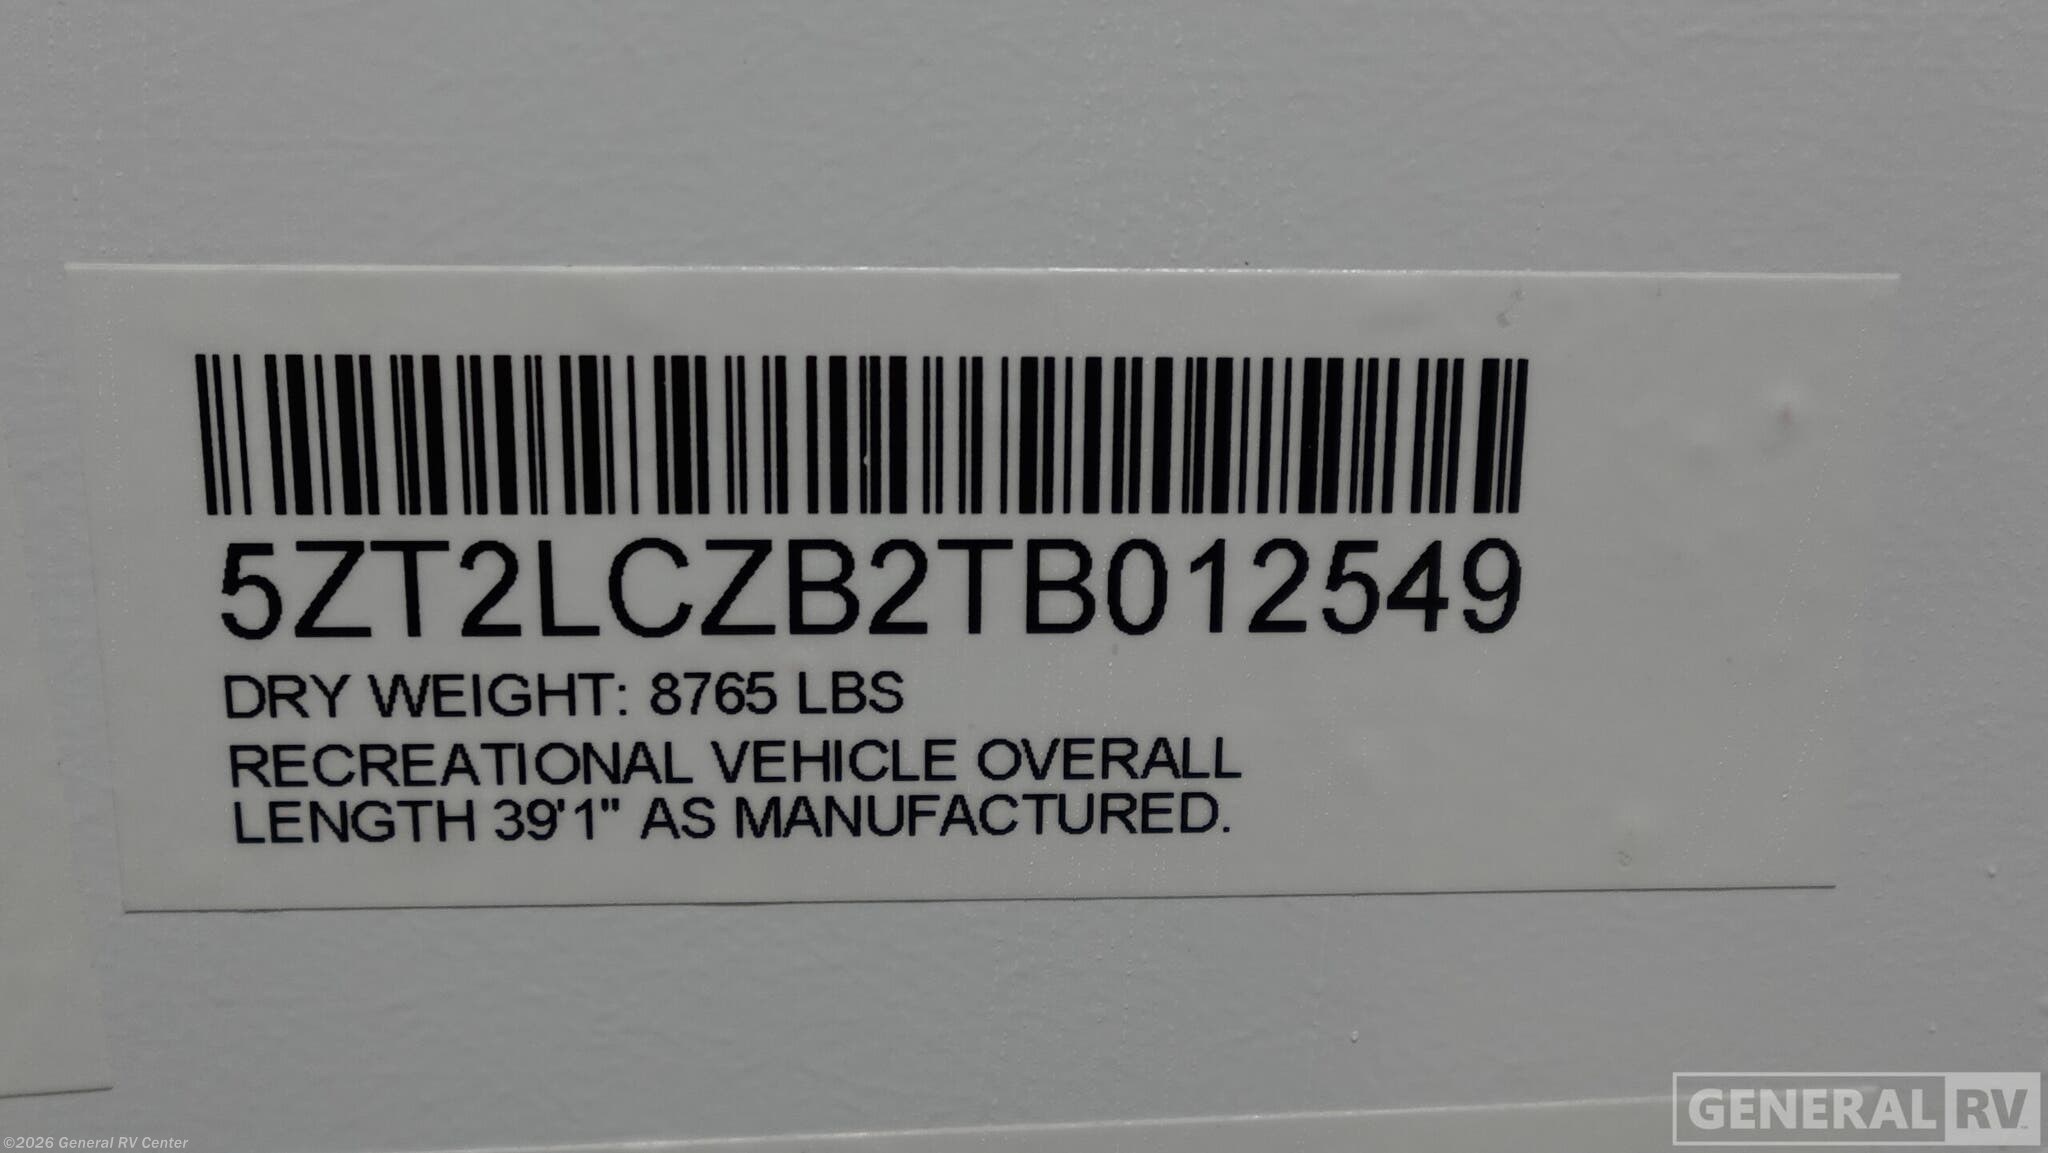 5ZT2LCZB2TB012549
DRY WEIGHT: 8765 LBS
RECREATIONAL VEHICLE OVERALL
LENGTH 39'1" AS MANUFACTURED.
GENERAL RV
©2026 General RV Center